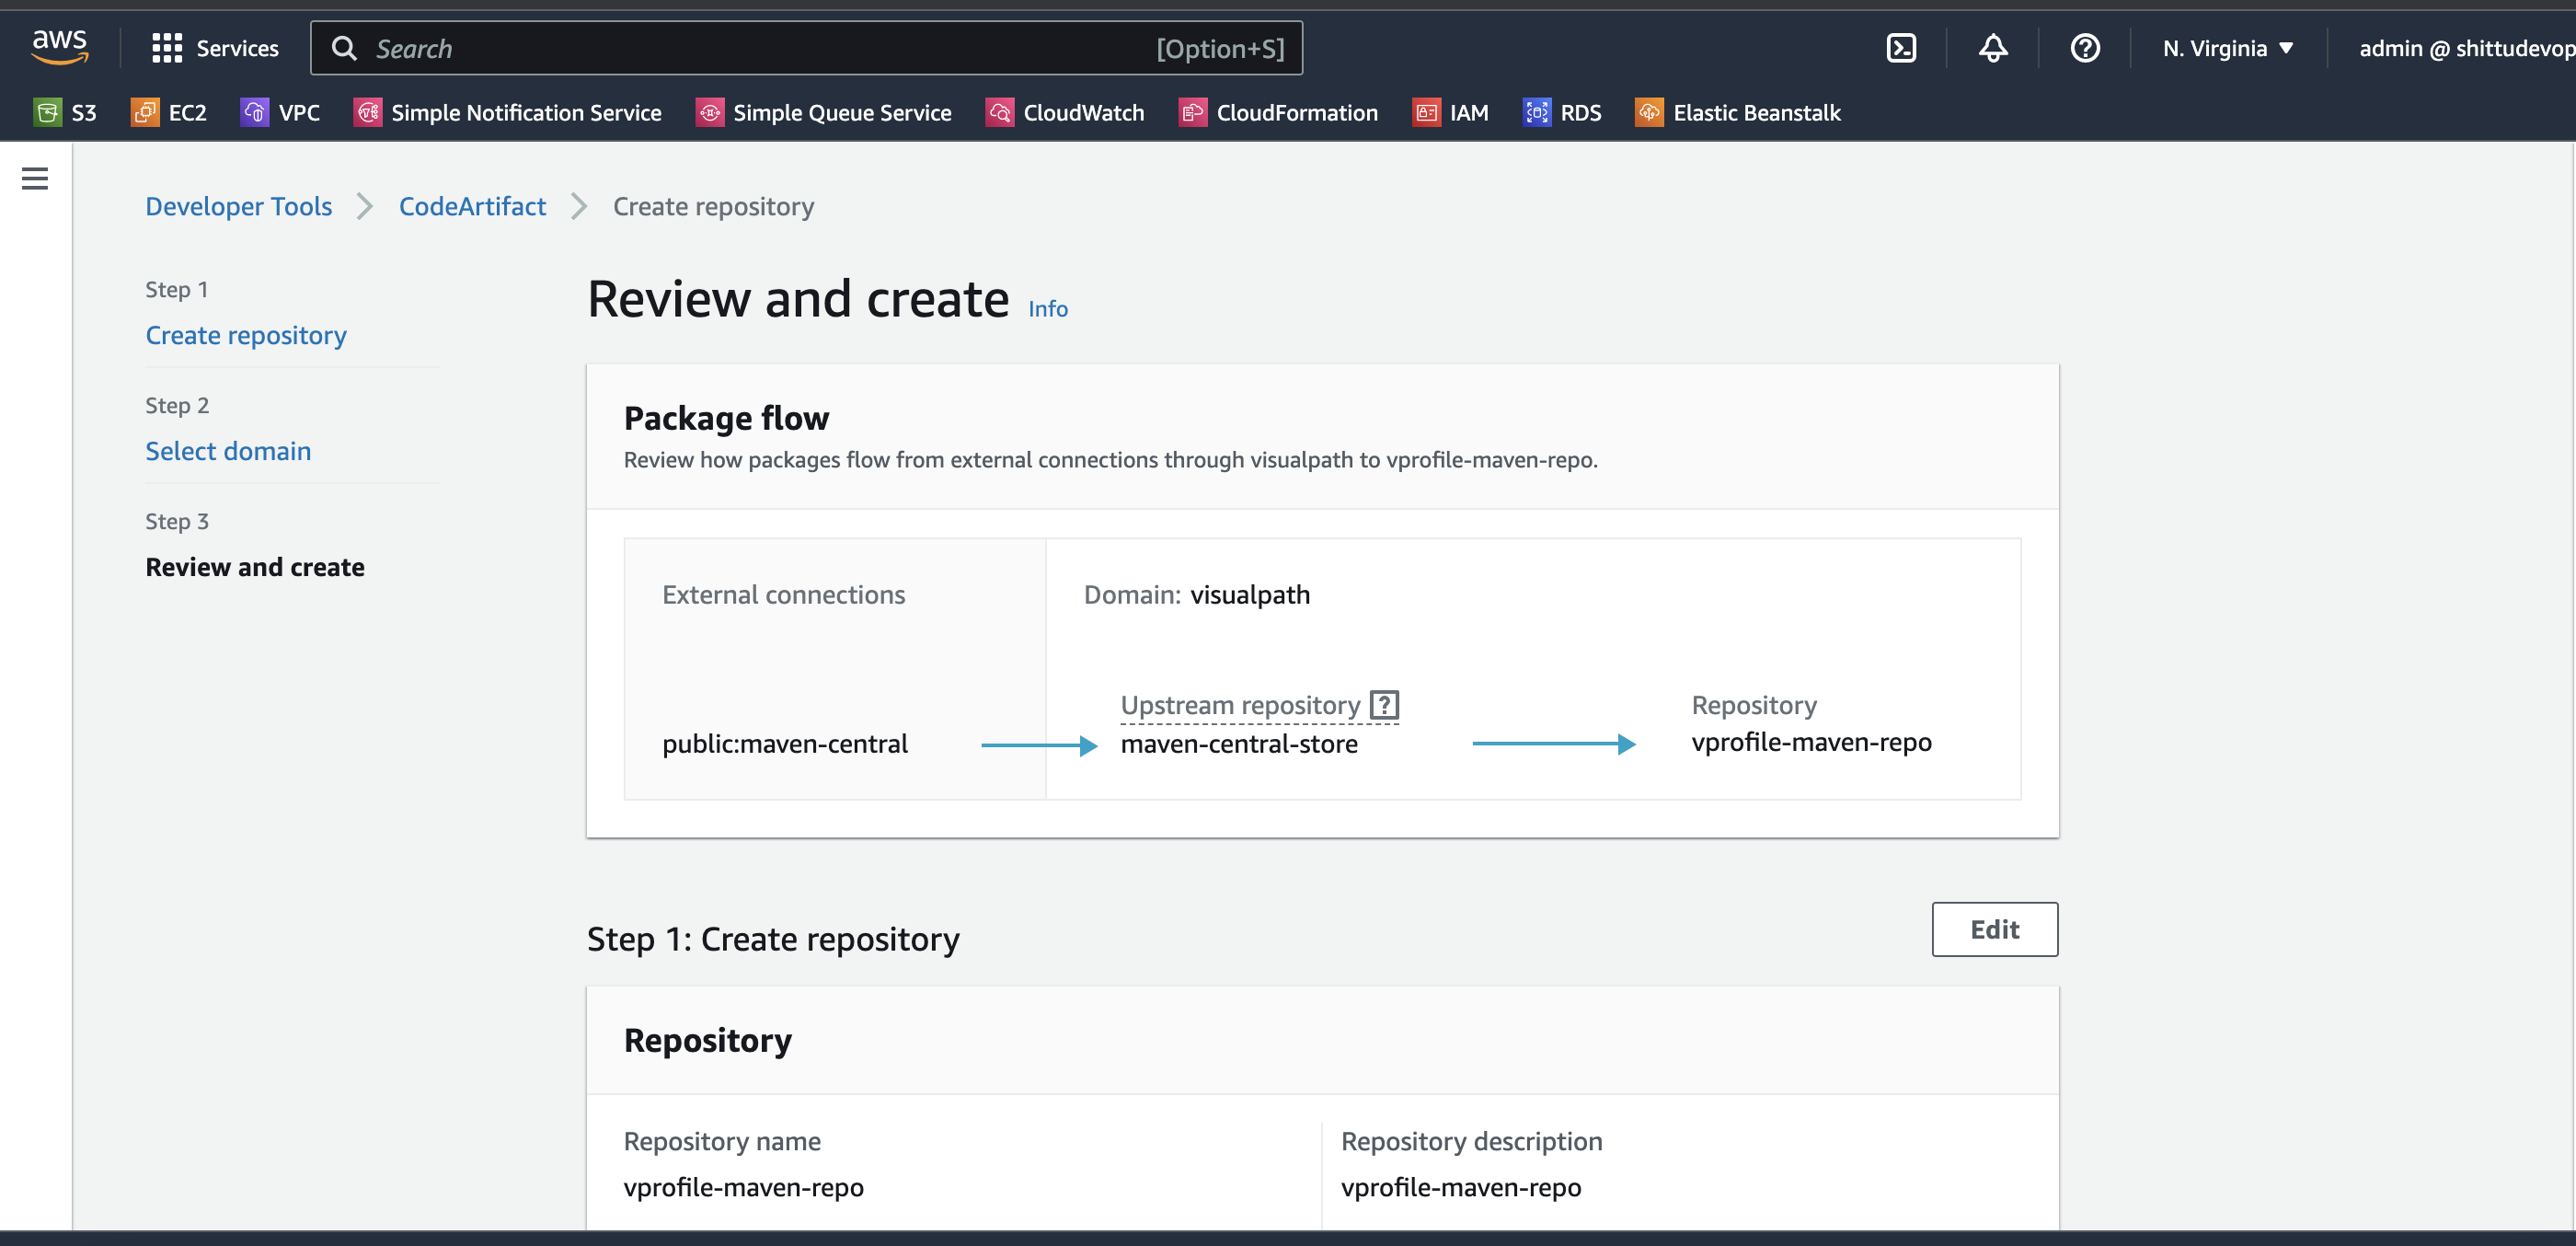 aws
Services
Search [Option+S]
N. Virginia
admin @ shittudevop
S3
EC2
VPC
Simple Notification Service
Simple Queue Service
CloudWatch
CloudFormation
IAM
RDS
Elastic Beanstalk
Developer Tools
CodeArtifact
Create repository
Step 1
Create repository
Step 2
Select domain
Step 3
Review and create
Review and create Info
Package flow
Review how packages flow from external connections through visualpath to vprofile-maven-repo.
External connections
Domain: visualpath
public:maven-central
Upstream repository
maven-central-store
Repository
vprofile-maven-repo
Step 1: Create repository
Edit
Repository
Repository name
vprofile-maven-repo
Repository description
vprofile-maven-repo